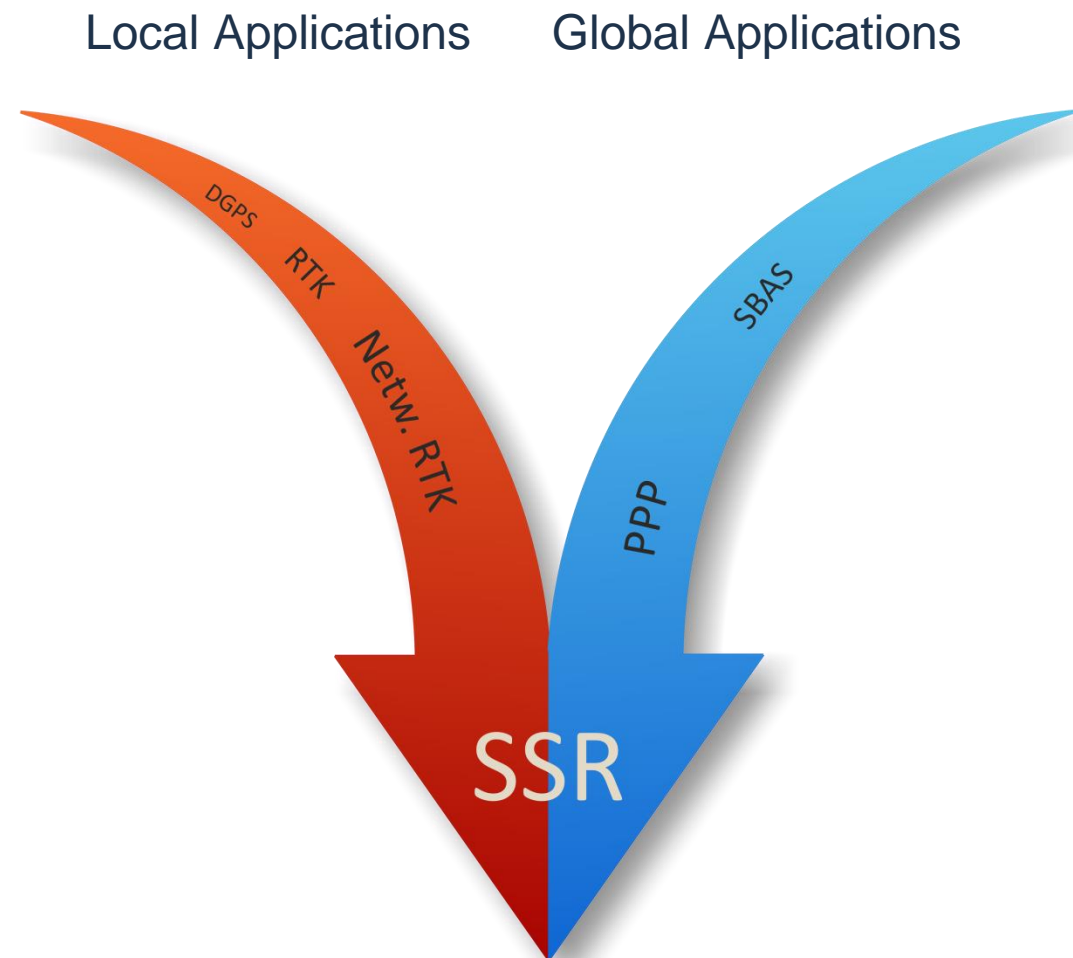 Local Applications
Global Applications
DGPS
RTK
Netw. RTK
SBAS
PPP
SSR